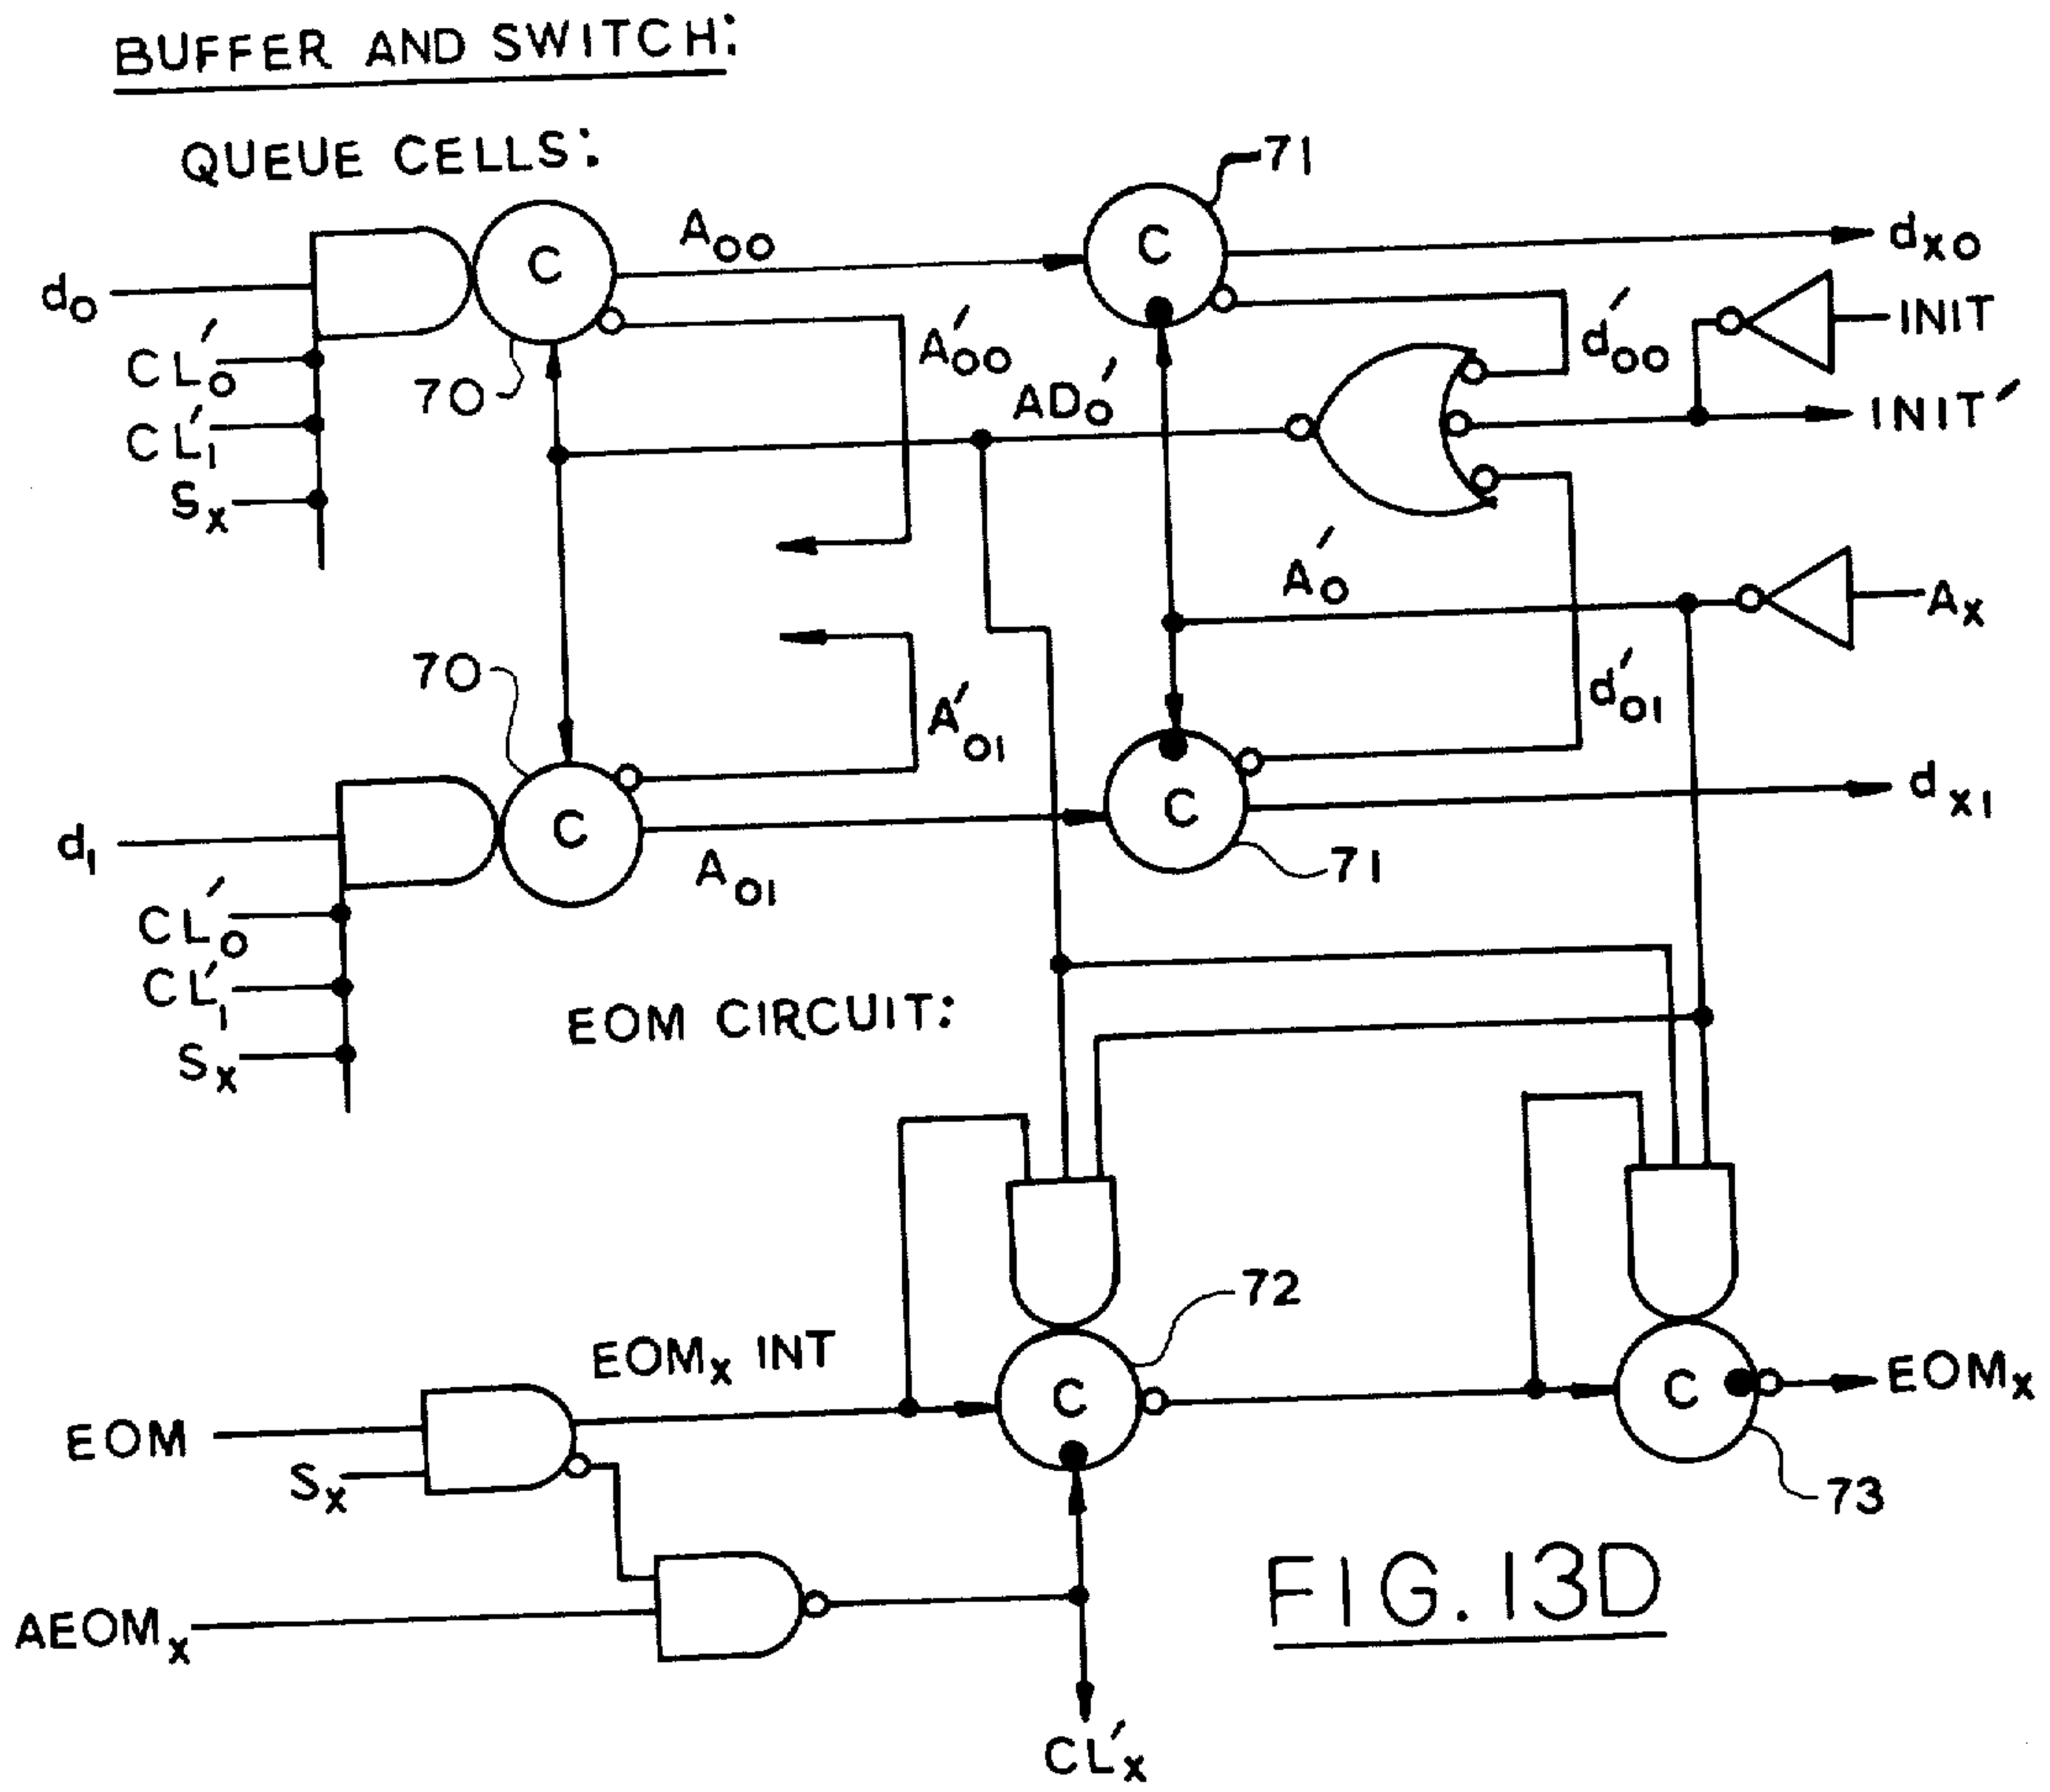 BUFFER AND SWITCH:
QUEUE CELLS:
71
A₀₀
C
C
dₓ₀
d₀
INIT
CL′₀
A′₀₀
d′₀₀
70
AD′₀
INIT′
CL′₁
Sₓ
A′₀
Aₓ
70
d′₀₁
A′₀₁
dₓ₁
d₁
C
C
A₀₁
71
CL′₀
CL′₁
EOM CIRCUIT:
Sₓ
72
EOMₓ INT
C
C
EOMₓ
EOM
Sₓ
73
AEOMₓ
FIG. 13D
CL′ₓ